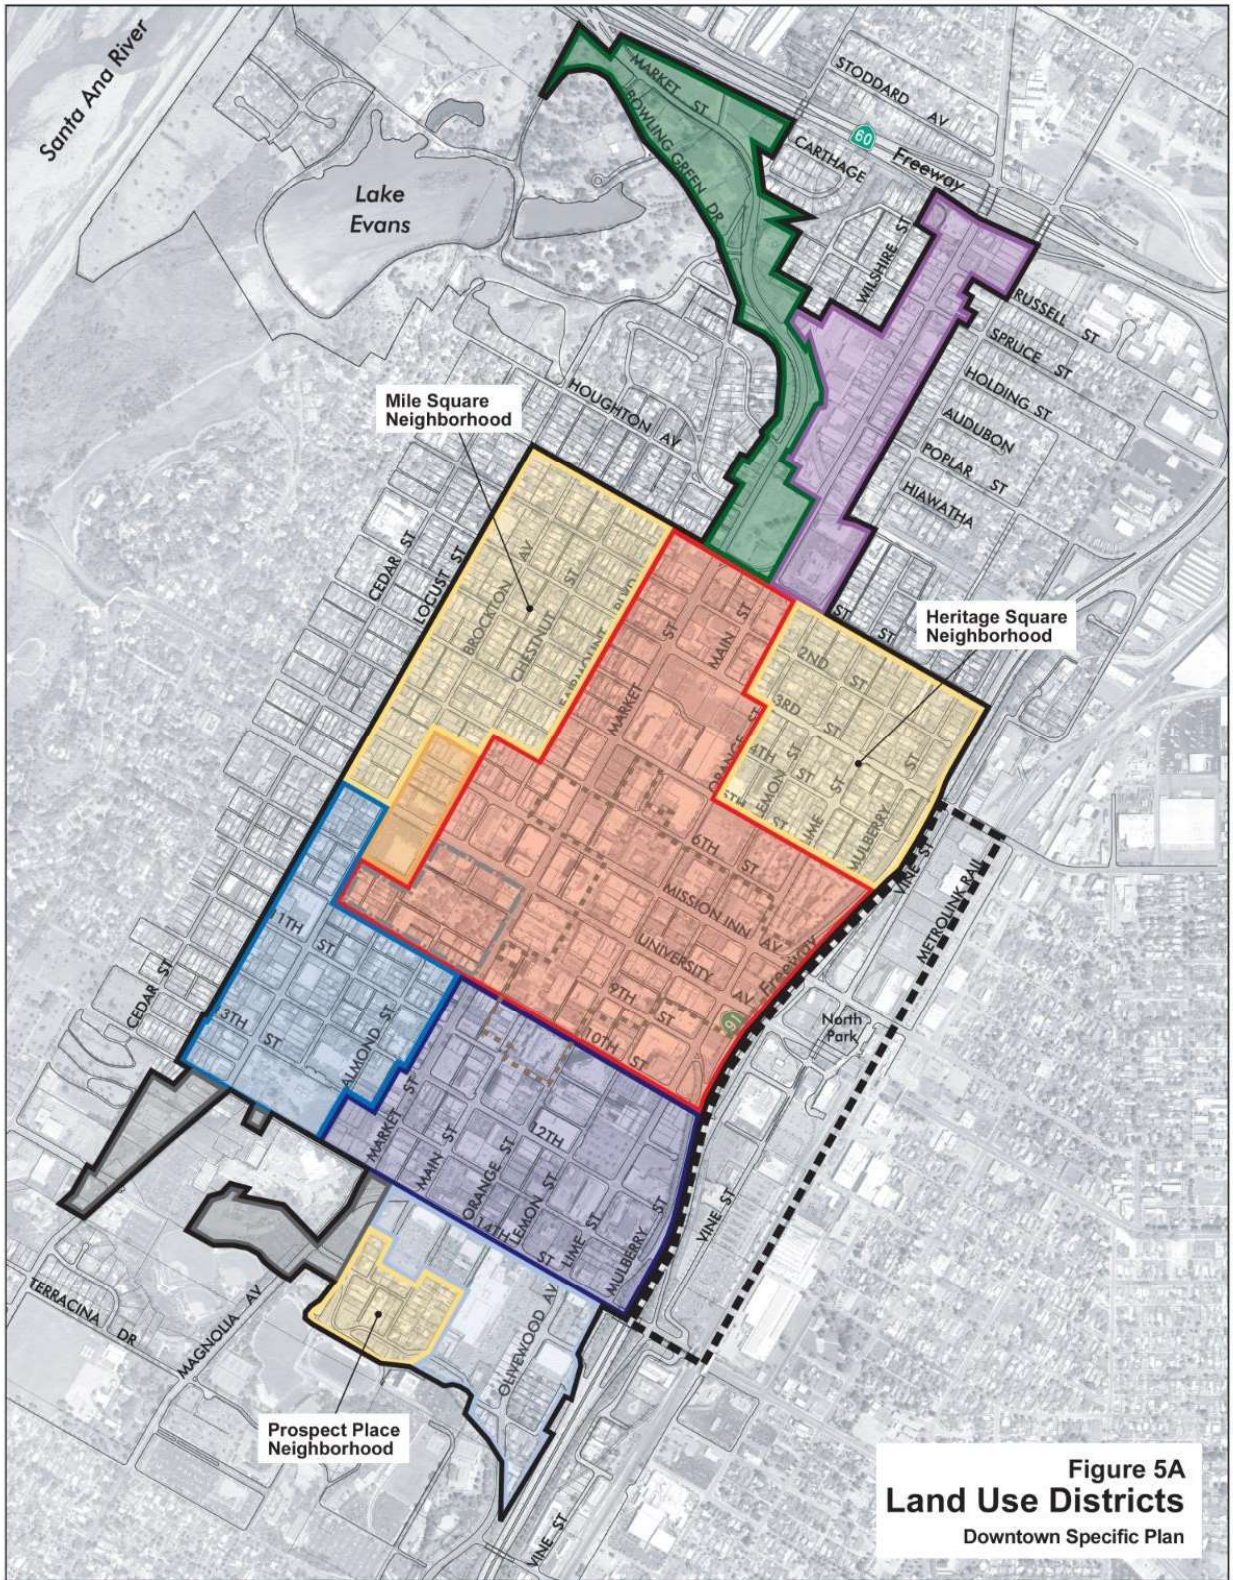 Santa Ana River
MARKET ST
STODDARD AV
BOWLING GREEN DR
60
Freeway
CARTHAGE
Lake
Evans
WILSHIRE ST
RUSSELL ST
SPRUCE ST
HOLDING ST
HOUGHTON AV
AUDUBON
POPLAR ST
HIAWATHA
Mile Square
Neighborhood
CEDAR ST
LOCUST ST
BROCKTON AV
CHESTNUT ST
MARKET ST
MAIN ST
ST
ST
Heritage Square
Neighborhood
2ND ST
3RD ST
4TH ST
ORANGE ST
LEMON ST
LIME ST
MULBERRY ST
6TH ST
MISSION INN AV
UNIVERSITY AV
Freeway
91
9TH ST
10TH ST
VINE ST
METROLINK RAIL
North
Park
11TH ST
13TH ST
ALMOND ST
CEDAR ST
MARKET ST
MAIN ST
ORANGE ST
12TH
LEMON ST
14TH ST
LIME ST
MULBERRY ST
VINE ST
TERRACINA DR
MAGNOLIA AV
OLIVEWOOD AV
Prospect Place
Neighborhood
VINE ST
Figure 5A
Land Use Districts
Downtown Specific Plan